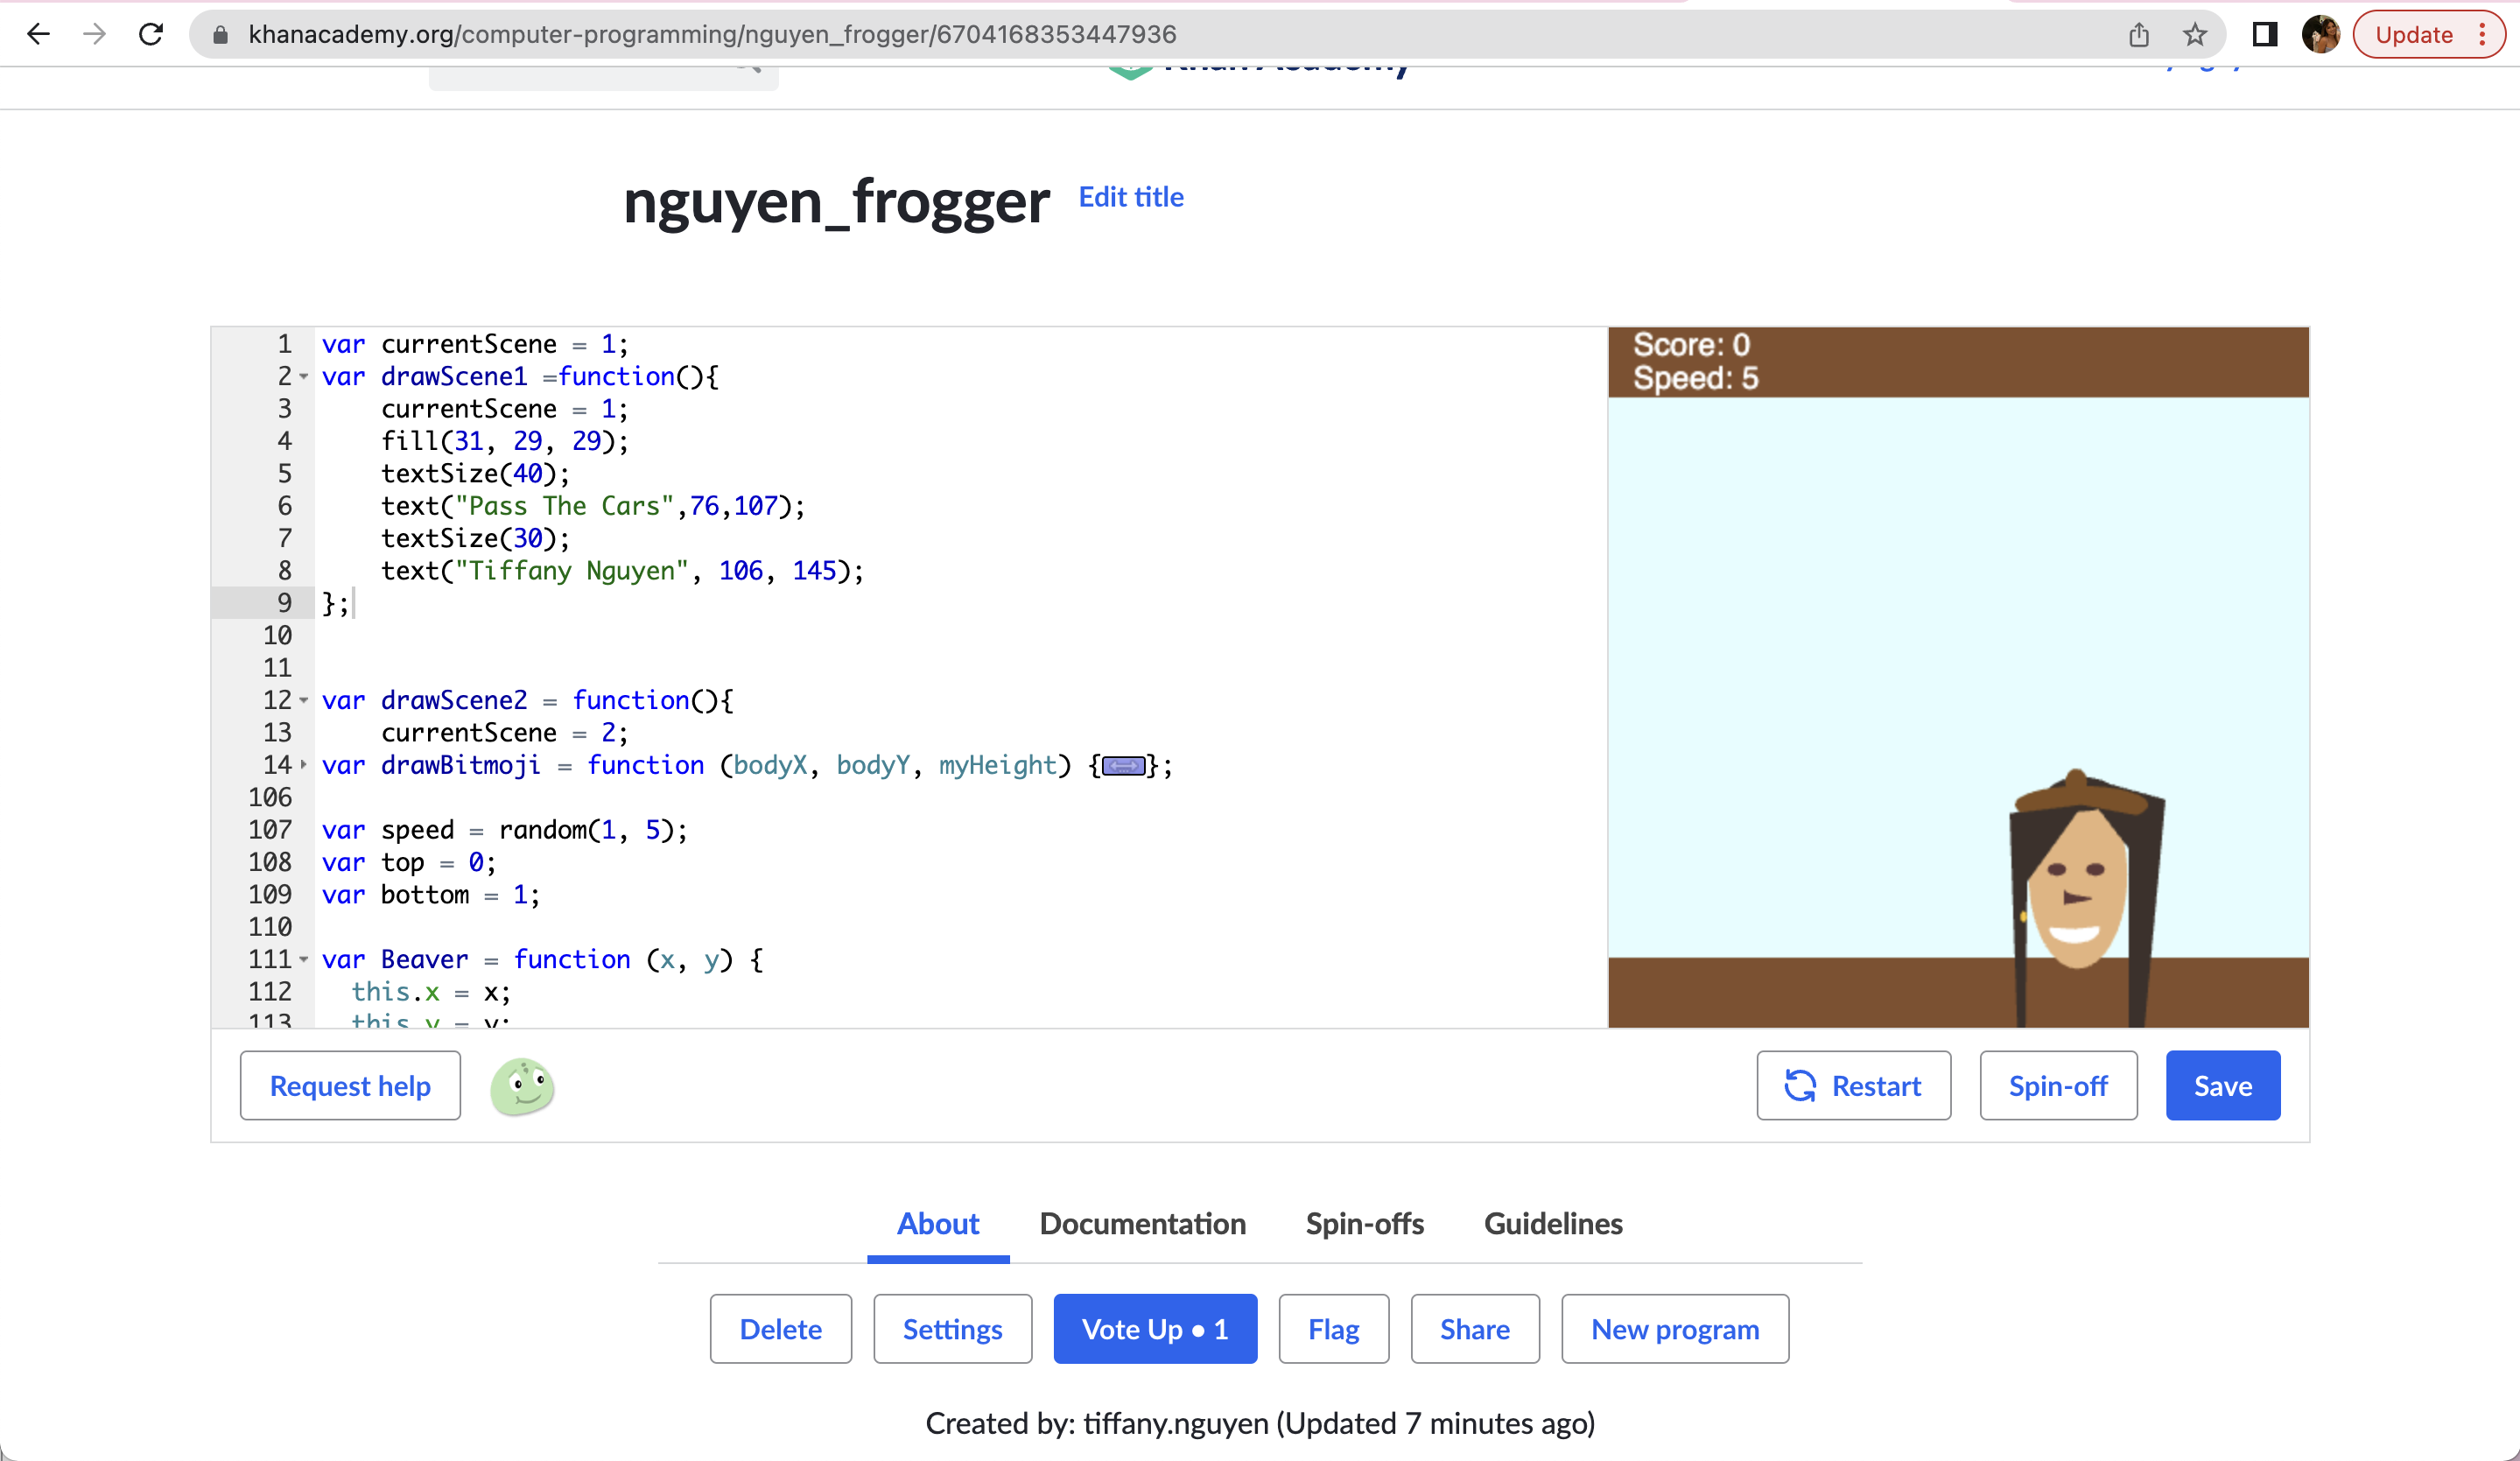 khanacademy.org/computer-programming/nguyen_frogger/6704168353447936
Update
Khan Academy
nguyen_frogger
Edit title
1 var currentScene = 1;
2 var drawScene1 =function(){
3 currentScene = 1;
4 fill(31, 29, 29);
5 textSize(40);
6 text("Pass The Cars",76,107);
7 textSize(30);
8 text("Tiffany Nguyen", 106, 145);
9 };
10
11
12 var drawScene2 = function(){
13 currentScene = 2;
14 var drawBitmoji = function (bodyX, bodyY, myHeight) {};
106
107 var speed = random(1, 5);
108 var top = 0;
109 var bottom = 1;
110
111 var Beaver = function (x, y) {
112 this.x = x;
113 this.y = y;
Score: 0
Speed: 5
Request help
Restart
Spin-off
Save
About
Documentation
Spin-offs
Guidelines
Delete
Settings
Vote Up • 1
Flag
Share
New program
Created by: tiffany.nguyen (Updated 7 minutes ago)